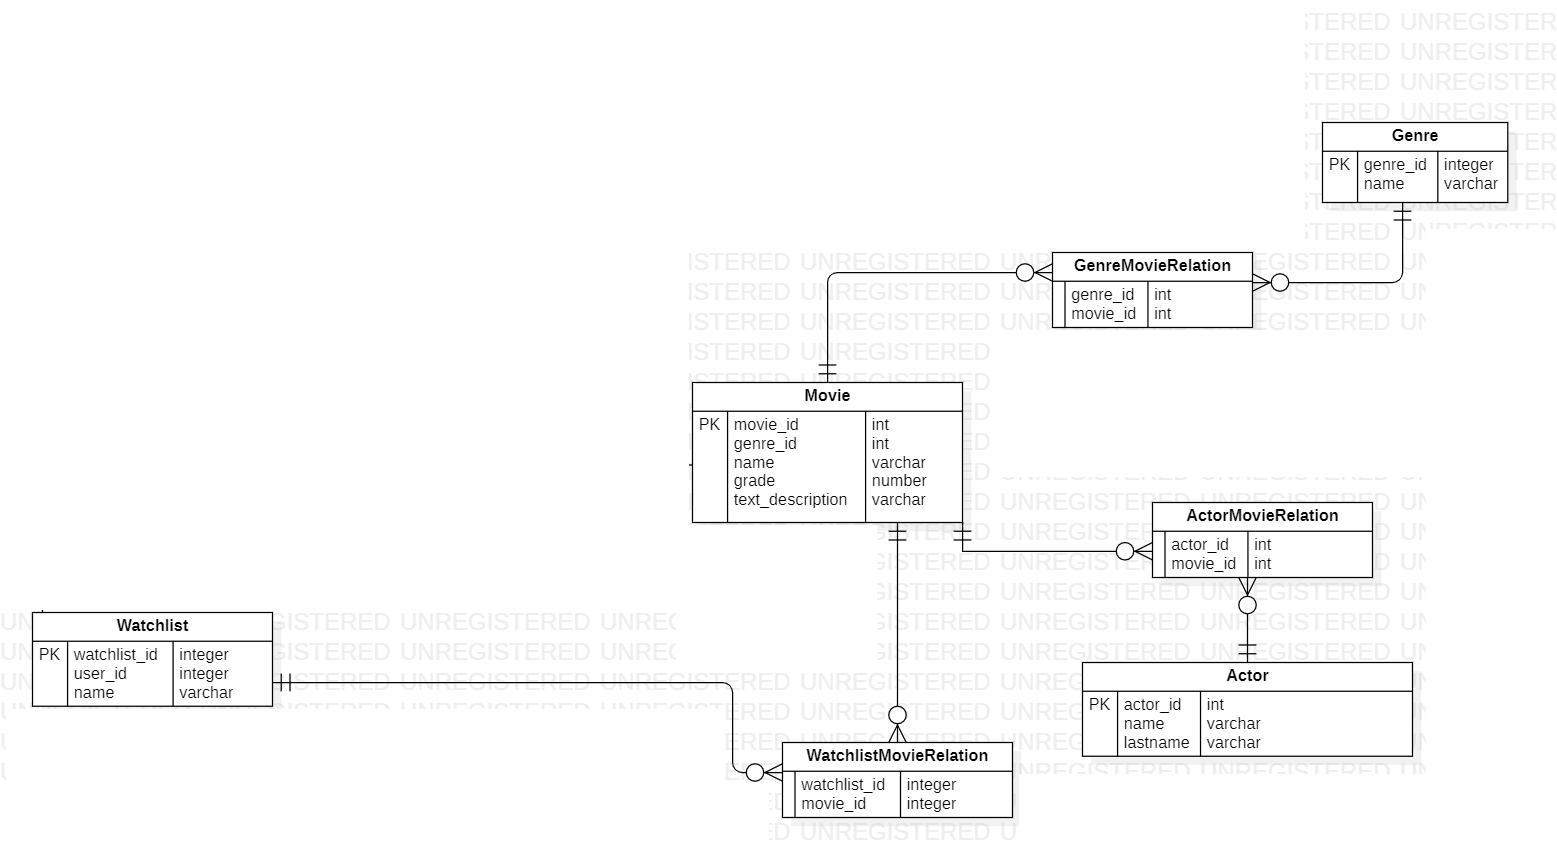 Genre
PK genre_id integer
name varchar
GenreMovieRelation
genre_id int
movie_id int
Movie
PK movie_id int
genre_id int
name varchar
grade number
text_description varchar
ActorMovieRelation
actor_id int
movie_id int
Watchlist
PK watchlist_id integer
user_id integer
name varchar
Actor
PK actor_id int
name varchar
lastname varchar
WatchlistMovieRelation
watchlist_id integer
movie_id integer
UNREGISTERED